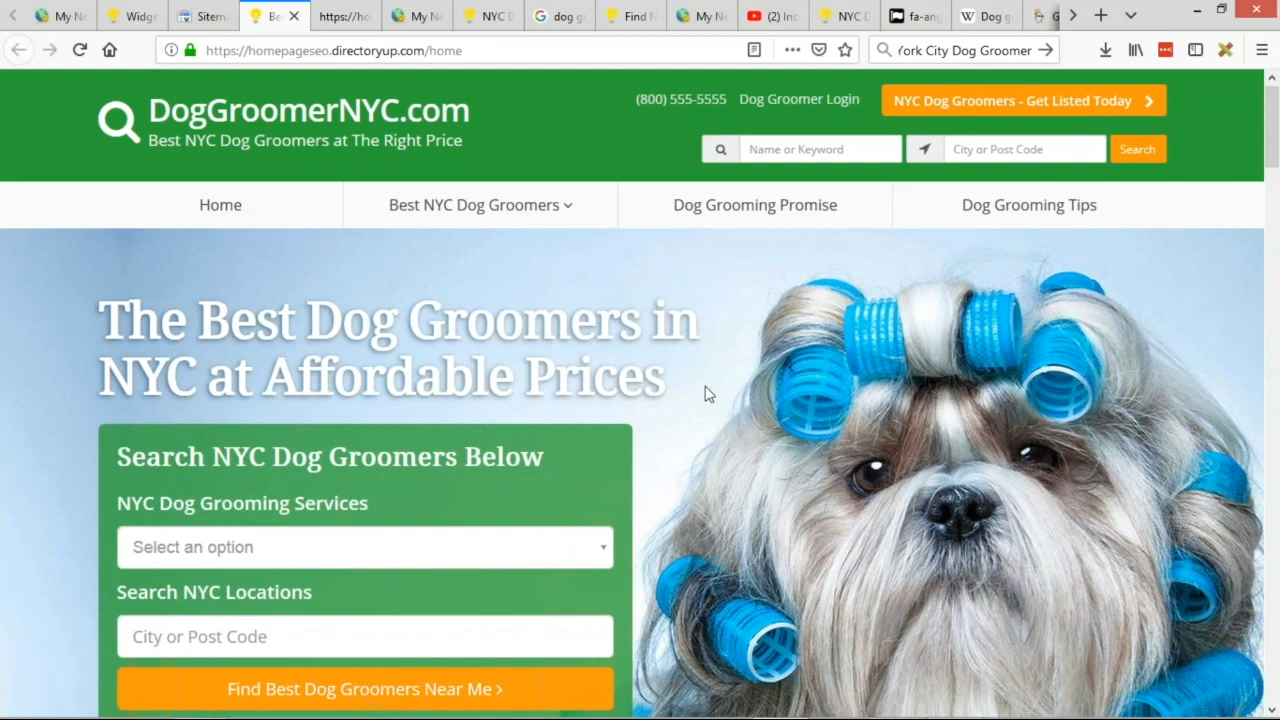 My Ne
Widge
Sitem
Be
https://ho
My Ne
NYC D
dog g
Find N
My Ne
(2) Ins
NYC D
fa-ang
Dog g
G
https://homepageseo.directoryup.com/home
York City Dog Groomer
DogGroomerNYC.com
Best NYC Dog Groomers at The Right Price
(800) 555-5555 Dog Groomer Login NYC Dog Groomers - Get Listed Today
Name or Keyword City or Post Code Search
Home Best NYC Dog Groomers Dog Grooming Promise Dog Grooming Tips
The Best Dog Groomers in
NYC at Affordable Prices
Search NYC Dog Groomers Below
NYC Dog Grooming Services
Select an option
Search NYC Locations
City or Post Code
Find Best Dog Groomers Near Me >